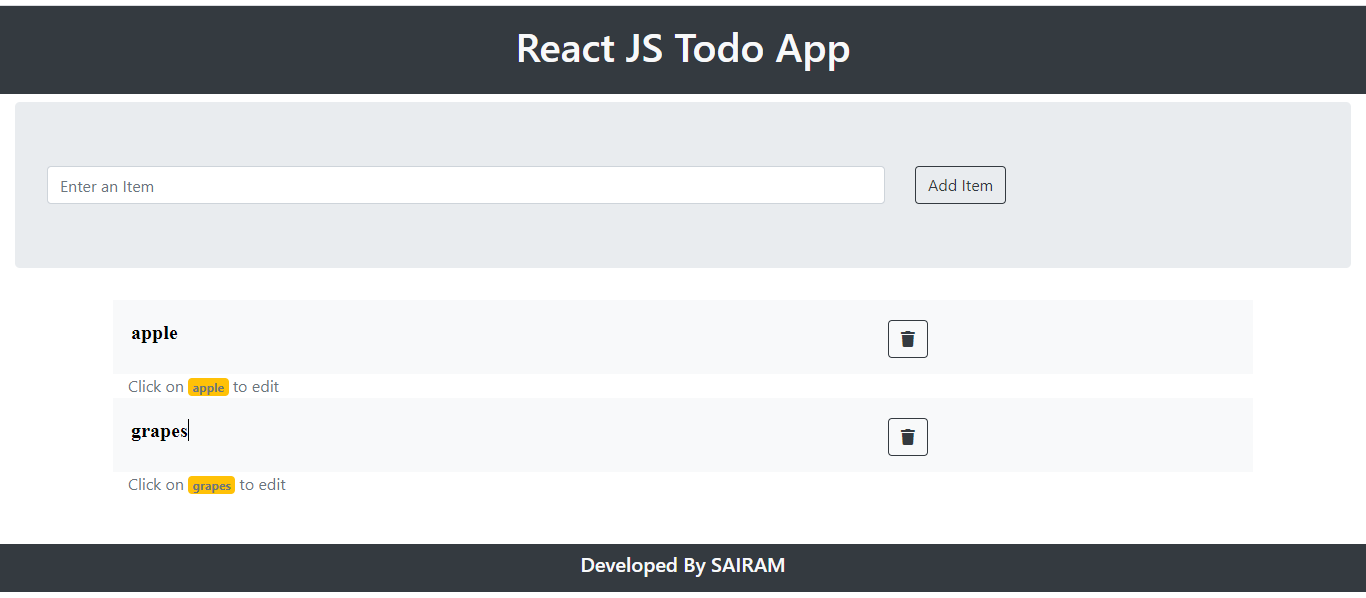 React JS Todo App
Enter an Item
Add Item
apple
Click on apple to edit
grapes
Click on grapes to edit
Developed By SAIRAM